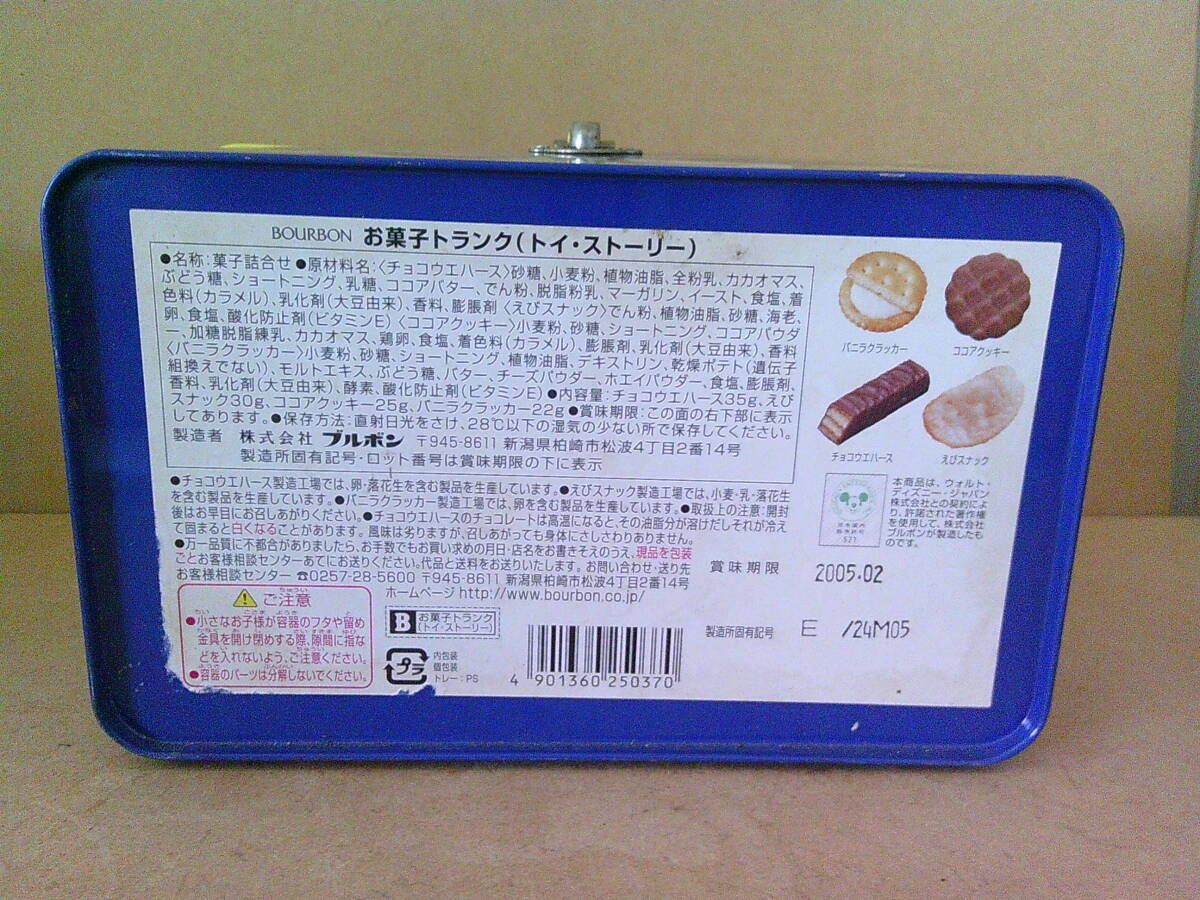 BOURBON お菓子トランク(トイ・ストーリー)
●名称:菓子詰合せ ●原材料名:〈チョコウエハース〉砂糖、小麦粉、植物油脂、全粉乳、カカオマス、
ぶどう糖、ショートニング、乳糖、ココアバター、でん粉、脱脂粉乳、マーガリン、イースト、食塩、着
色料(カラメル)、乳化剤(大豆由来)、香料、膨脹剤〈えびスナック〉でん粉、植物油脂、砂糖、海老、
卵、食塩、酸化防止剤(ビタミンE)〈ココアクッキー〉小麦粉、砂糖、ショートニング、ココアパウダ
ー、加糖脱脂練乳、カカオマス、鶏卵、食塩、着色料(カラメル)、膨脹剤、乳化剤(大豆由来)、香料
〈バニラクラッカー〉小麦粉、砂糖、ショートニング、植物油脂、デキストリン、乾燥ポテト(遺伝子
組換えでない)、モルトエキス、ぶどう糖、バター、チーズパウダー、ホエイパウダー、食塩、膨脹剤、
香料、乳化剤(大豆由来)、酵素、酸化防止剤(ビタミンE)●内容量:チョコウエハース35g、えび
スナック30g、ココアクッキー25g、バニラクラッカー22g●賞味期限:この面の右下部に表示
してあります。●保存方法:直射日光をさけ、28℃以下の湿気の少ない所で保存してください。
製造者 株式会社 ブルボン 〒945-8611 新潟県柏崎市松波4丁目2番14号
製造所固有記号・ロット番号は賞味期限の下に表示
●チョコウエハース製造工場では、卵・落花生を含む製品を生産しています。●えびスナック製造工場では、小麦・乳・落花生
を含む製品を生産しています。●バニラクラッカー製造工場では、卵を含む製品を生産しています。●取扱上の注意:開封
後はお早目にお召しあがりください。●チョコウエハースのチョコレートは高温になると、その油脂分が溶けだしそれが冷え
て固まると白くなることがあります。風味は劣りますが、召しあがっても身体にさしさわりありません。
●万一品質に不都合がありましたら、お手数でもお買い求めの月日・店名をお書きそえのうえ、現品を包装
ごとお客様相談センターあてにお送りください。代品と送料をお送りいたします。お問い合わせ・送り先
お客様相談センター ☎0257-28-5600 〒945-8611 新潟県柏崎市松波4丁目2番14号
ホームページ http://www.bourbon.co.jp/
⚠ご注意
●小さなお子様が容器のフタや留め
金具を開け閉めする際、隙間に指な
どを入れないよう、ご注意ください。
●容器のパーツは分解しないでください。
B お菓子トランク
(トイ・ストーリー)
プラ
内包装
個包装
トレー:PS
4 901360 250370
バニラクラッカー
ココアクッキー
チョコウエハース
えびスナック
本商品は、ウォルト・
ディズニー・ジャパン
株式会社との契約によ
り、許諾された著作権
を使用して、株式会社
ブルボンが製造したも
のです。
日本国内
販売許可
521
賞味期限 2005.02
製造所固有記号 E /24M05